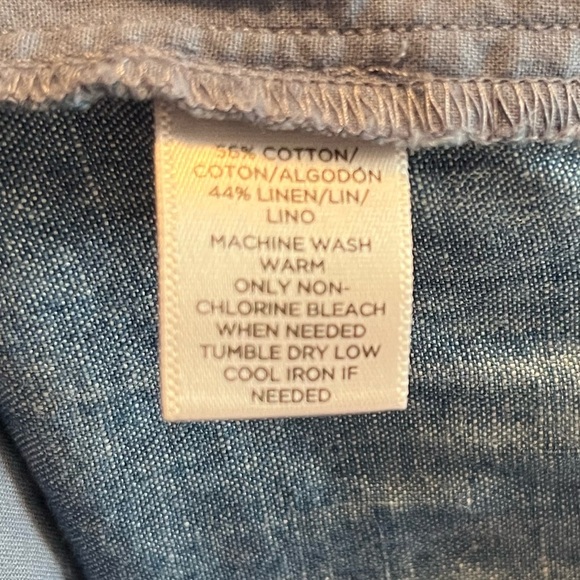 56% COTTON/
COTON/ALGODÓN
44% LINEN/LIN/
LINO
MACHINE WASH
WARM
ONLY NON-
CHLORINE BLEACH
WHEN NEEDED
TUMBLE DRY LOW
COOL IRON IF
NEEDED